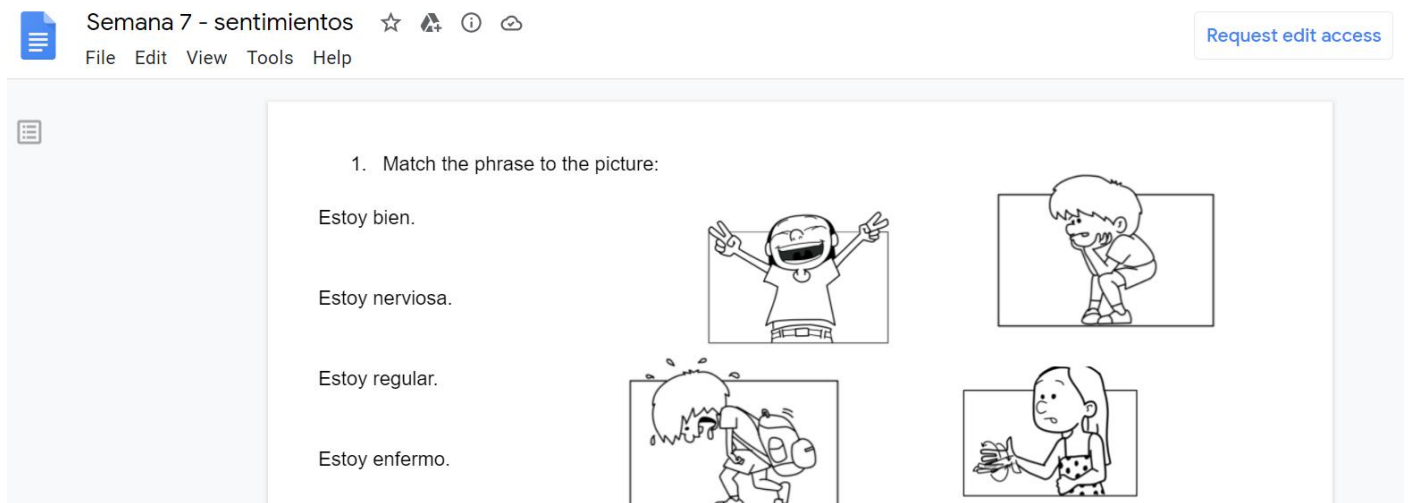 Semana 7 - sentimientos
File Edit View Tools Help
Request edit access
1. Match the phrase to the picture:
Estoy bien.
Estoy nerviosa.
Estoy regular.
Estoy enfermo.